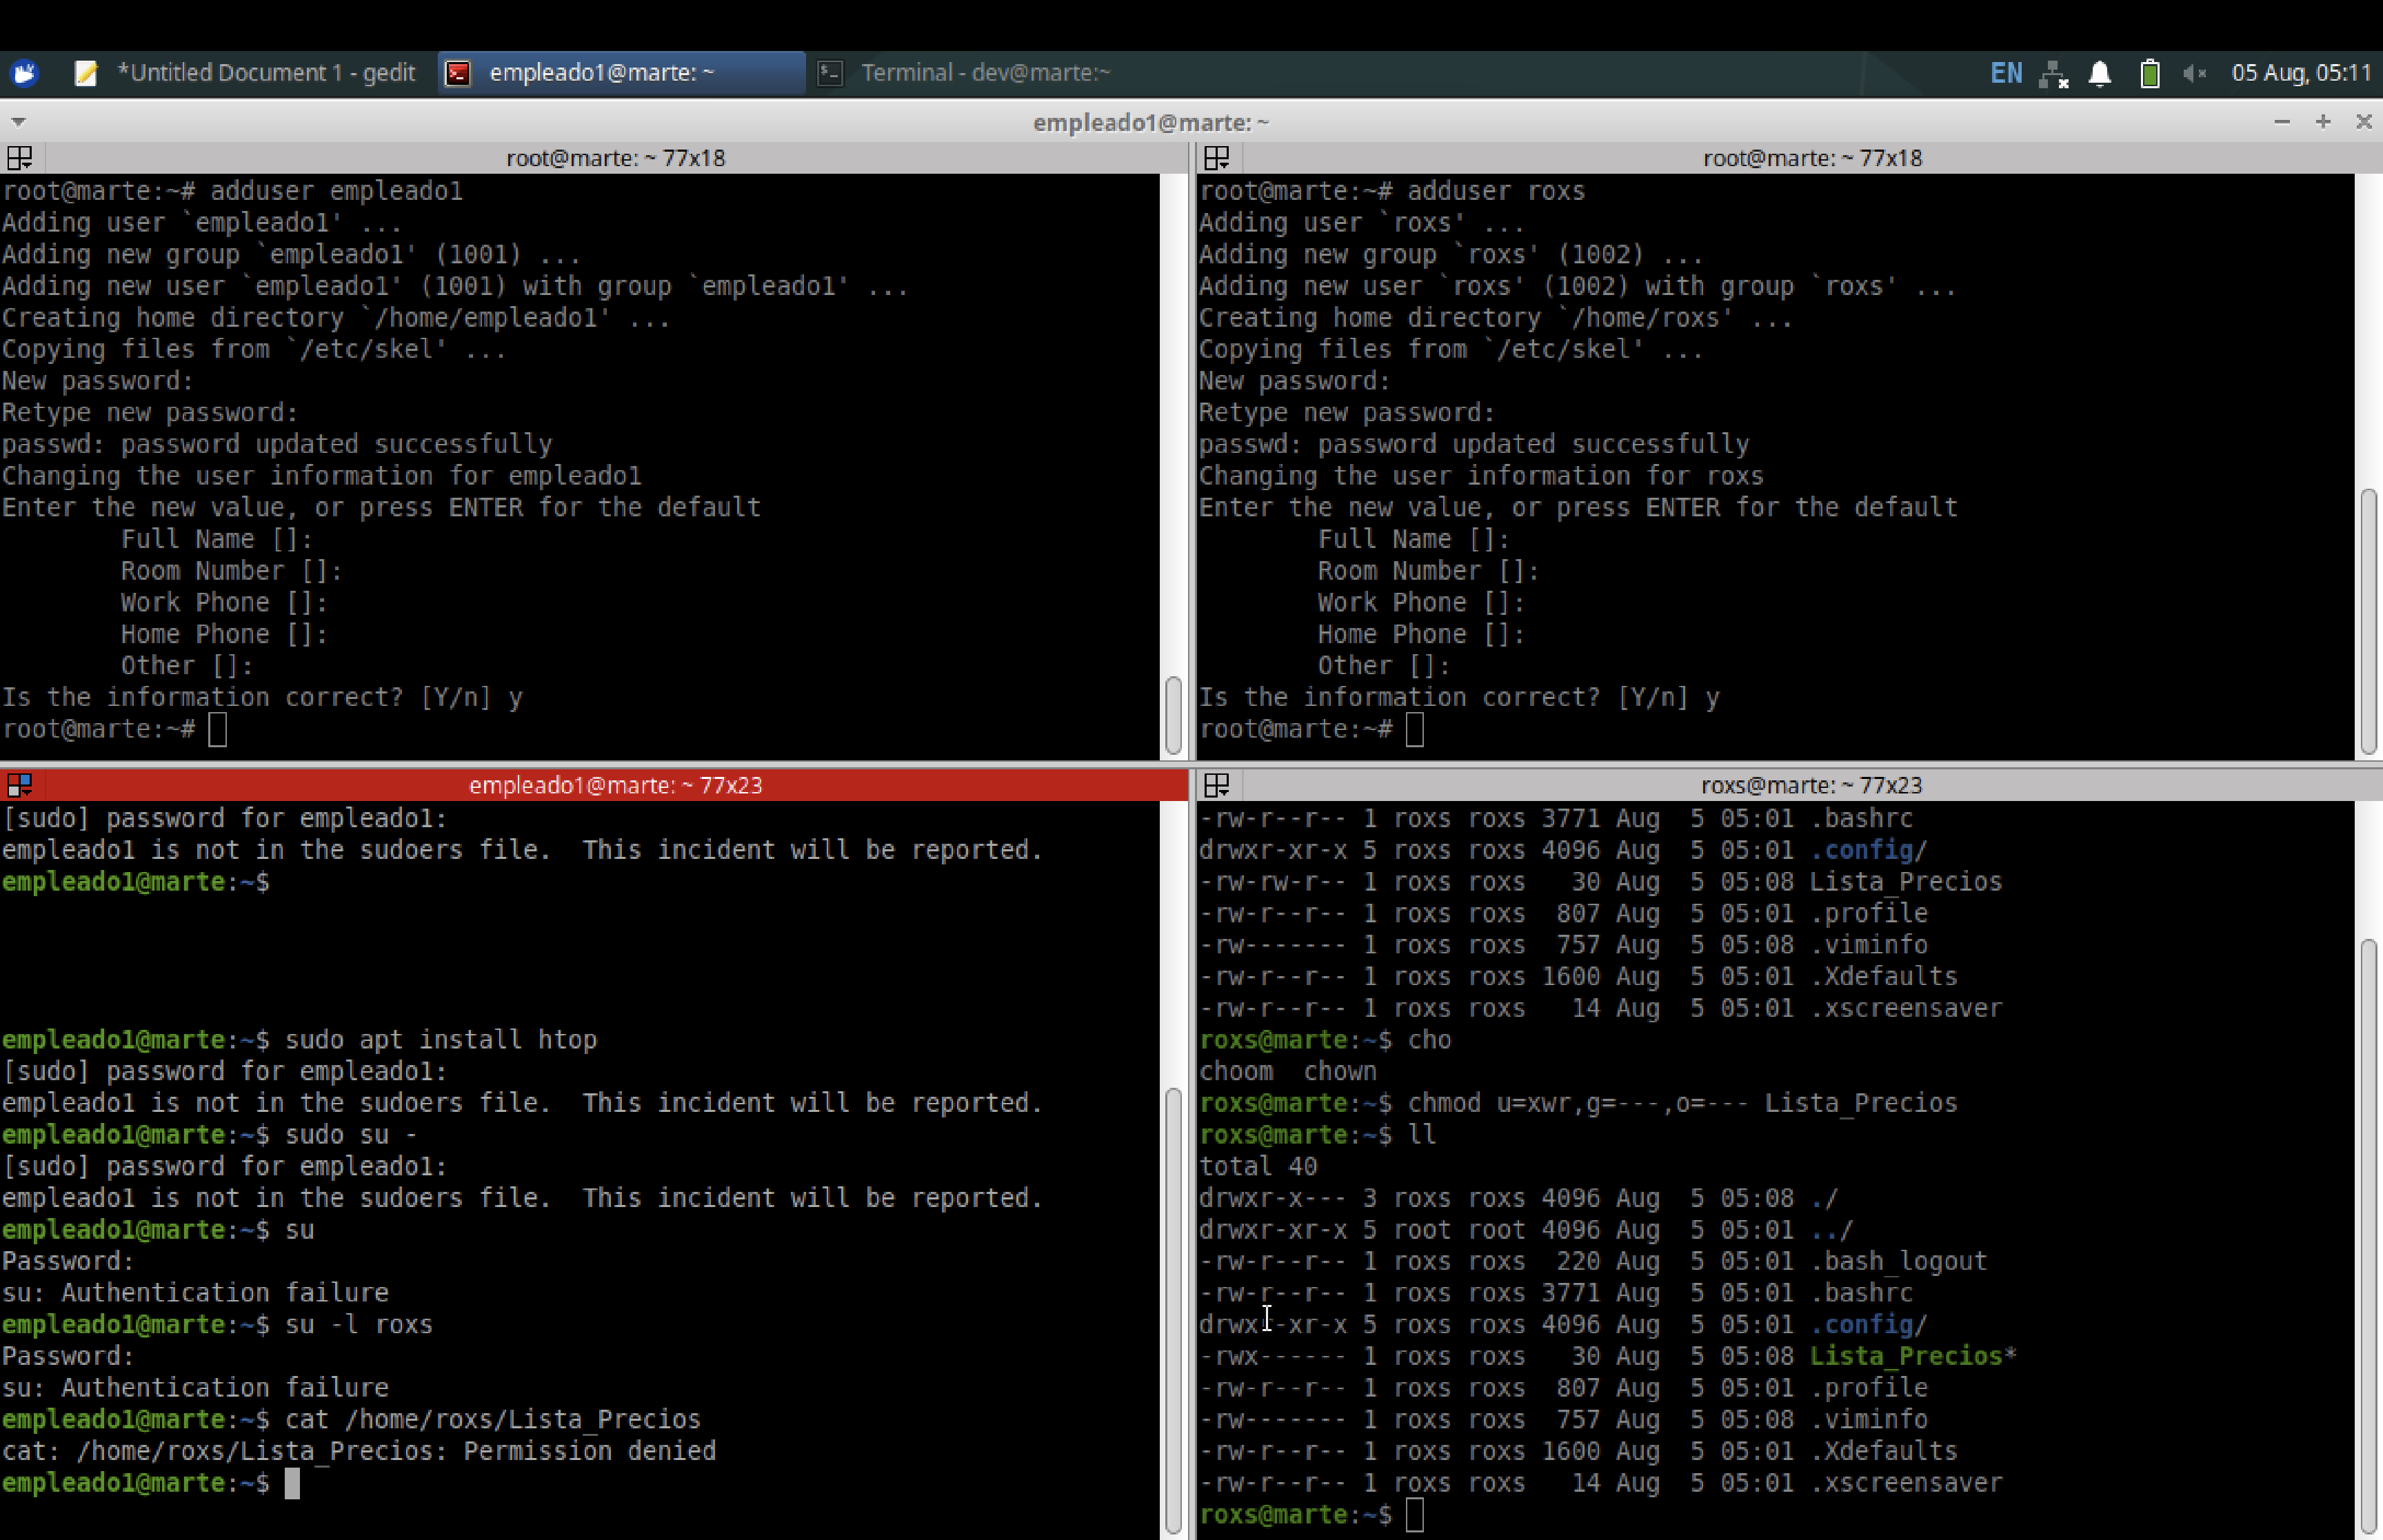 *Untitled Document 1 - gedit
empleado1@marte: ~
Terminal - dev@marte:~
EN
05 Aug, 05:11
empleado1@marte: ~
root@marte: ~ 77x18
root@marte:~# adduser empleado1
Adding user `empleado1' ...
Adding new group `empleado1' (1001) ...
Adding new user `empleado1' (1001) with group `empleado1' ...
Creating home directory `/home/empleado1' ...
Copying files from `/etc/skel' ...
New password:
Retype new password:
passwd: password updated successfully
Changing the user information for empleado1
Enter the new value, or press ENTER for the default
Full Name []:
Room Number []:
Work Phone []:
Home Phone []:
Other []:
Is the information correct? [Y/n] y
root@marte:~#
root@marte: ~ 77x18
root@marte:~# adduser roxs
Adding user `roxs' ...
Adding new group `roxs' (1002) ...
Adding new user `roxs' (1002) with group `roxs' ...
Creating home directory `/home/roxs' ...
Copying files from `/etc/skel' ...
New password:
Retype new password:
passwd: password updated successfully
Changing the user information for roxs
Enter the new value, or press ENTER for the default
Full Name []:
Room Number []:
Work Phone []:
Home Phone []:
Other []:
Is the information correct? [Y/n] y
root@marte:~#
empleado1@marte: ~ 77x23
[sudo] password for empleado1:
empleado1 is not in the sudoers file.  This incident will be reported.
empleado1@marte:~$
empleado1@marte:~$ sudo apt install htop
[sudo] password for empleado1:
empleado1 is not in the sudoers file.  This incident will be reported.
empleado1@marte:~$ sudo su -
[sudo] password for empleado1:
empleado1 is not in the sudoers file.  This incident will be reported.
empleado1@marte:~$ su
Password:
su: Authentication failure
empleado1@marte:~$ su -l roxs
Password:
su: Authentication failure
empleado1@marte:~$ cat /home/roxs/Lista_Precios
cat: /home/roxs/Lista_Precios: Permission denied
empleado1@marte:~$
roxs@marte: ~ 77x23
-rw-r--r-- 1 roxs roxs 3771 Aug  5 05:01 .bashrc
drwxr-xr-x 5 roxs roxs 4096 Aug  5 05:01 .config/
-rw-rw-r-- 1 roxs roxs   30 Aug  5 05:08 Lista_Precios
-rw-r--r-- 1 roxs roxs  807 Aug  5 05:01 .profile
-rw------- 1 roxs roxs  757 Aug  5 05:08 .viminfo
-rw-r--r-- 1 roxs roxs 1600 Aug  5 05:01 .Xdefaults
-rw-r--r-- 1 roxs roxs   14 Aug  5 05:01 .xscreensaver
roxs@marte:~$ cho
choom  chown
roxs@marte:~$ chmod u=xwr,g=---,o=--- Lista_Precios
roxs@marte:~$ ll
total 40
drwxr-x--- 3 roxs roxs 4096 Aug  5 05:08 ./
drwxr-xr-x 5 root root 4096 Aug  5 05:01 ../
-rw-r--r-- 1 roxs roxs  220 Aug  5 05:01 .bash_logout
-rw-r--r-- 1 roxs roxs 3771 Aug  5 05:01 .bashrc
drwxr-xr-x 5 roxs roxs 4096 Aug  5 05:01 .config/
-rwx------ 1 roxs roxs   30 Aug  5 05:08 Lista_Precios*
-rw-r--r-- 1 roxs roxs  807 Aug  5 05:01 .profile
-rw------- 1 roxs roxs  757 Aug  5 05:08 .viminfo
-rw-r--r-- 1 roxs roxs 1600 Aug  5 05:01 .Xdefaults
-rw-r--r-- 1 roxs roxs   14 Aug  5 05:01 .xscreensaver
roxs@marte:~$